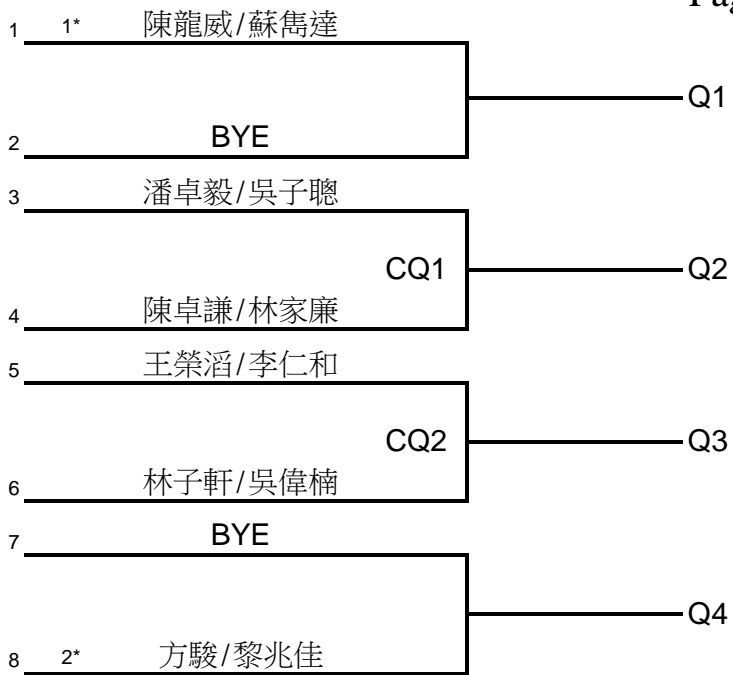 Pag
1 1* 陳龍威/蘇雋達
Q1
2 BYE
3 潘卓毅/吳子聰
CQ1 Q2
4 陳卓謙/林家廉
5 王榮滔/李仁和
CQ2 Q3
6 林子軒/吳偉楠
7 BYE
Q4
8 2* 方駿/黎兆佳